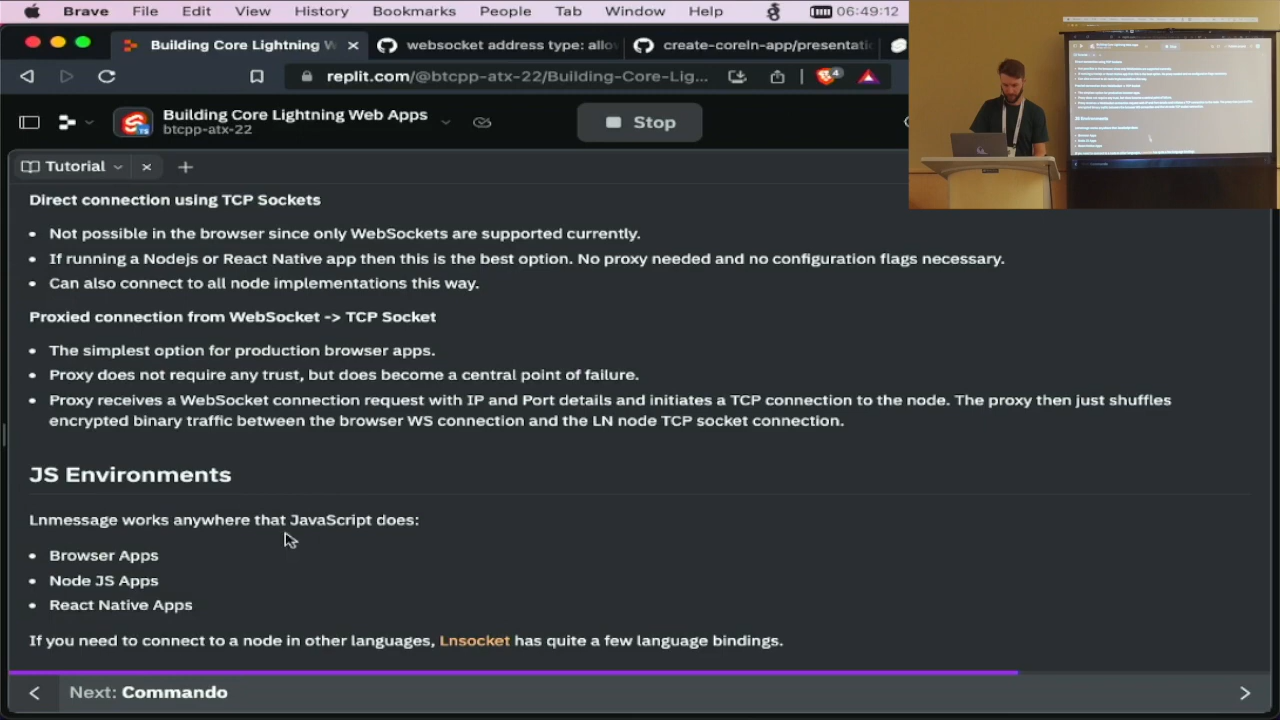 Brave File Edit View History Bookmarks People Tab Window Help 06:49:12
Building Core Lightning W
websocket address type: allo
create-coreln-app/presentati
replit.com/@btcpp-atx-22/Building-Core-Lig...
4
Building Core Lightning Web Apps
btcpp-atx-22
Stop
Tutorial
Direct connection using TCP Sockets
• Not possible in the browser since only WebSockets are supported currently.
• If running a Nodejs or React Native app then this is the best option. No proxy needed and no configuration flags necessary.
• Can also connect to all node implementations this way.
Proxied connection from WebSocket -> TCP Socket
• The simplest option for production browser apps.
• Proxy does not require any trust, but does become a central point of failure.
• Proxy receives a WebSocket connection request with IP and Port details and initiates a TCP connection to the node. The proxy then just shuffles
encrypted binary traffic between the browser WS connection and the LN node TCP socket connection.
JS Environments
Lnmessage works anywhere that JavaScript does:
• Browser Apps
• Node JS Apps
• React Native Apps
If you need to connect to a node in other languages, Lnsocket has quite a few language bindings.
Next: Commando